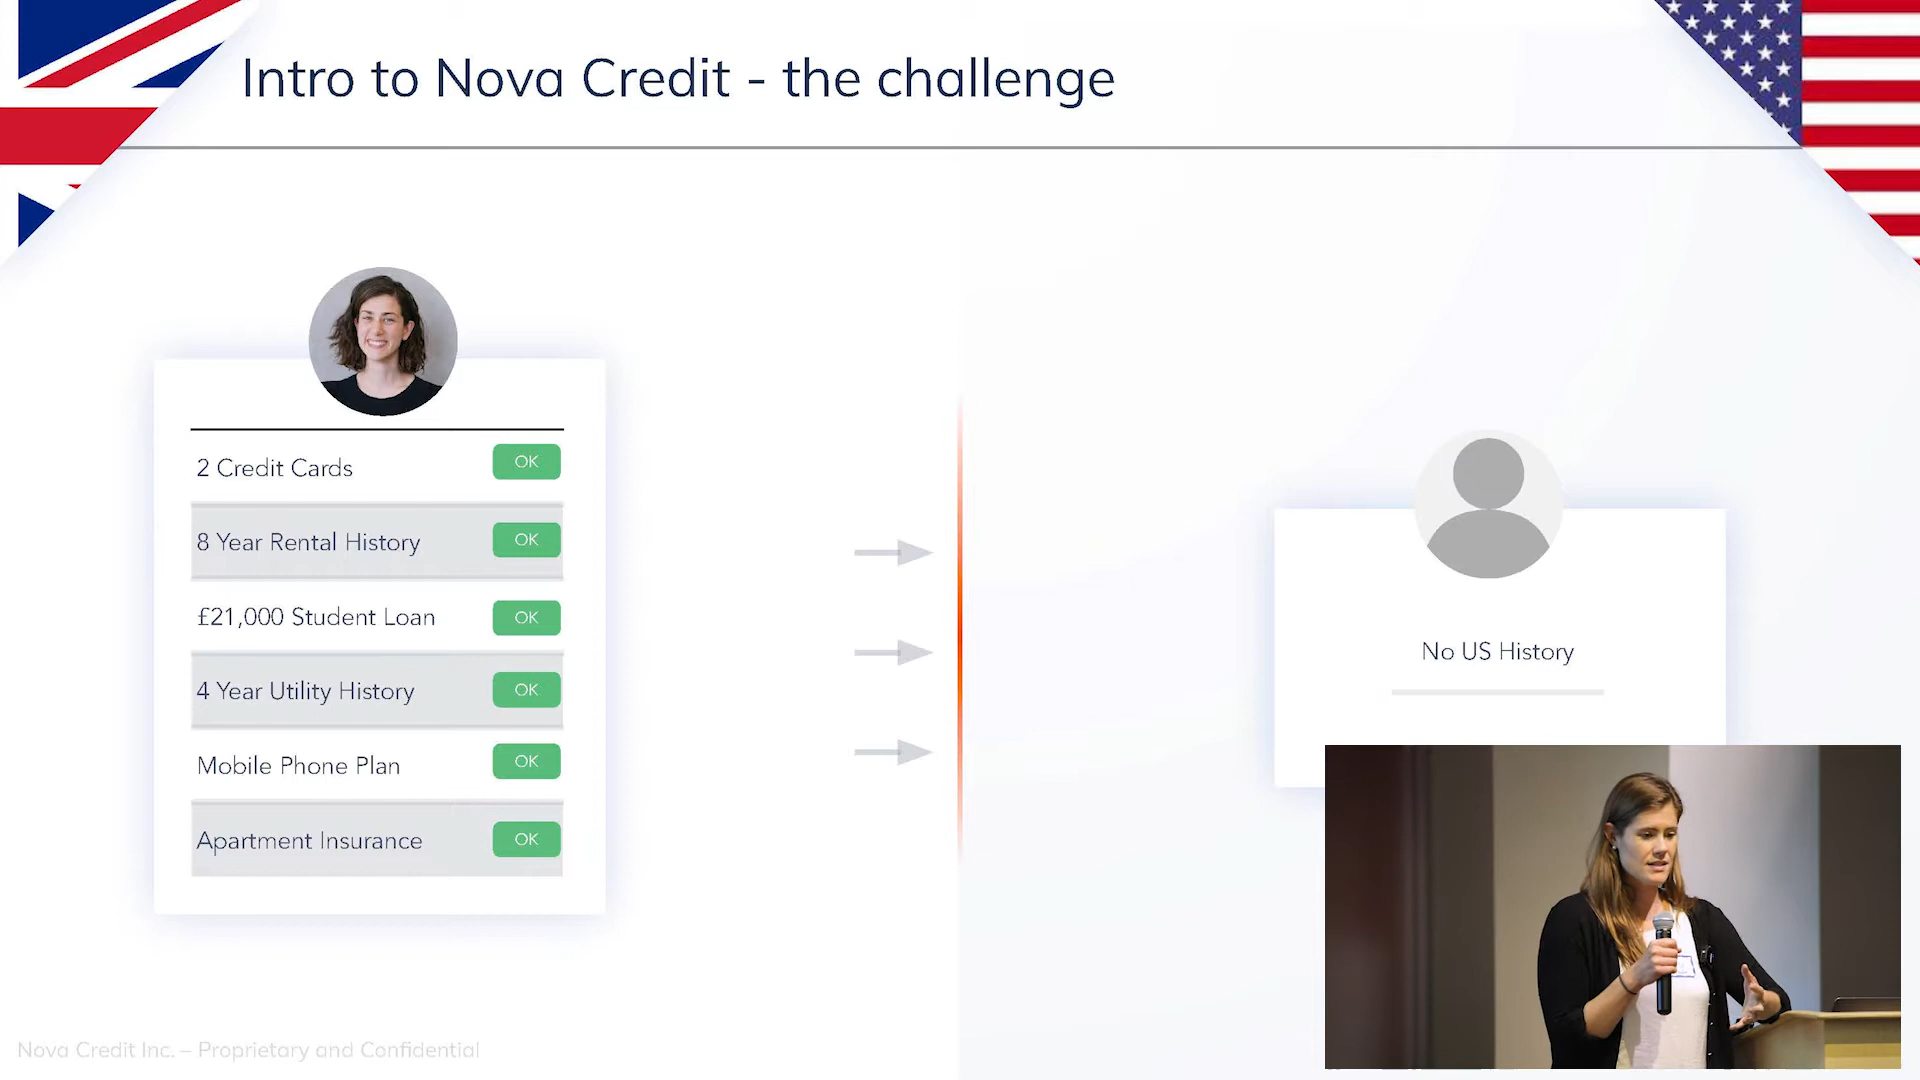 Intro to Nova Credit - the challenge
2 Credit Cards OK
8 Year Rental History OK
£21,000 Student Loan OK
4 Year Utility History OK
Mobile Phone Plan OK
Apartment Insurance OK
No US History
Nova Credit Inc. – Proprietary and Confidential